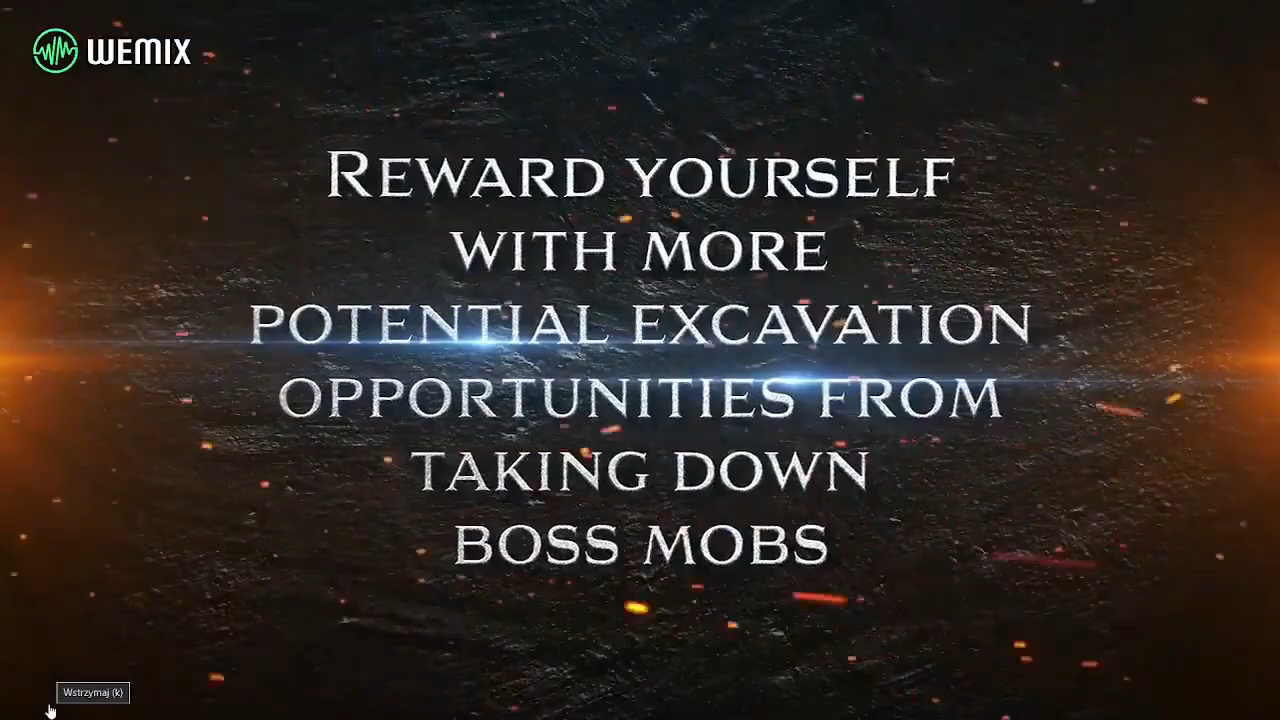 WEMIX
REWARD YOURSELF
WITH MORE
POTENTIAL EXCAVATION
OPPORTUNITIES FROM
TAKING DOWN
BOSS MOBS
Wstrzymaj (k)